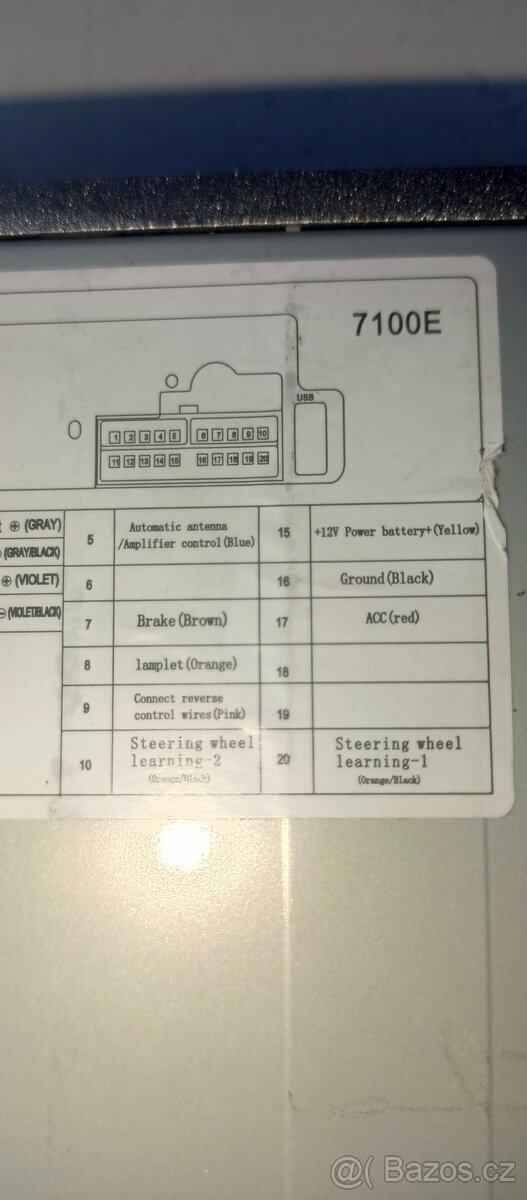 7100E
USB
1 2 3 4 5 6 7 8 9 10
11 12 13 14 15 16 17 18 19 20
⊕ (GRAY)
(GRAY/BLACK)
⊕ (VIOLET)
⊖ (VIOLET/BLACK)
5 Automatic antenna
/Amplifier control(Blue)
15 +12V Power battery+(Yellow)
6
16 Ground(Black)
7 Brake(Brown)
17 ACC(red)
8 lamplet(Orange)
18
9 Connect reverse
control wires(Pink)
19
10 Steering wheel
learning-2
(Orange/Black)
20 Steering wheel
learning-1
(Orange/Black)
@( Bazos.cz